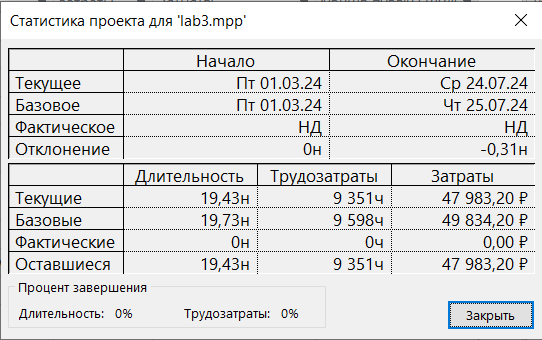 Статистика проекта для 'lab3.mpp'
Начало Окончание
Текущее Пт 01.03.24 Ср 24.07.24
Базовое Пт 01.03.24 Чт 25.07.24
Фактическое НД НД
Отклонение 0н -0,31н
Длительность Трудозатраты Затраты
Текущие 19,43н 9 351ч 47 983,20 ₽
Базовые 19,73н 9 598ч 49 834,20 ₽
Фактические 0н 0ч 0,00 ₽
Оставшиеся 19,43н 9 351ч 47 983,20 ₽
Процент завершения
Длительность: 0% Трудозатраты: 0%
Закрыть